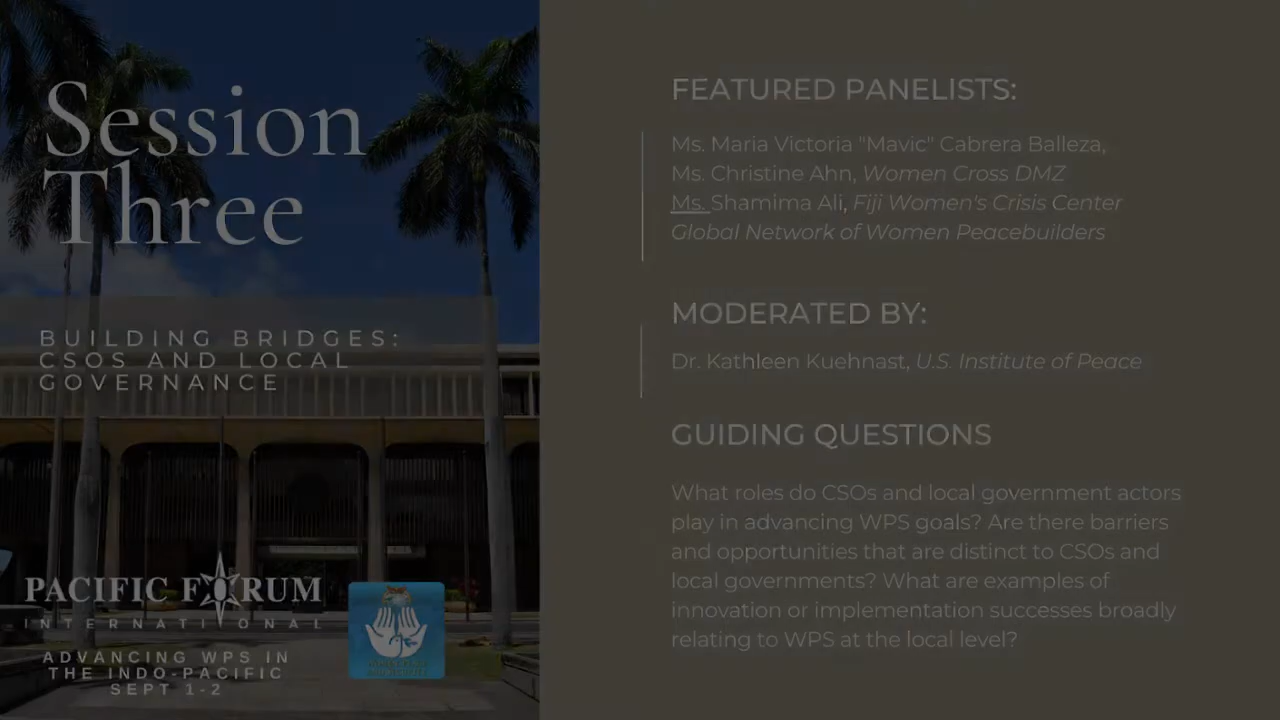 Session
Three
BUILDING BRIDGES:
CSOS AND LOCAL
GOVERNANCE
PACIFIC FORUM
INTERNATIONAL
ADVANCING WPS IN
THE INDO-PACIFIC
SEPT 1-2
FEATURED PANELISTS:
Ms. Maria Victoria "Mavic" Cabrera Balleza,
Ms. Christine Ahn, Women Cross DMZ
Ms. Shamima Ali, Fiji Women's Crisis Center
Global Network of Women Peacebuilders
MODERATED BY:
Dr. Kathleen Kuehnast, U.S. Institute of Peace
GUIDING QUESTIONS
What roles do CSOs and local government actors
play in advancing WPS goals? Are there barriers
and opportunities that are distinct to CSOs and
local governments? What are examples of
innovation or implementation successes broadly
relating to WPS at the local level?